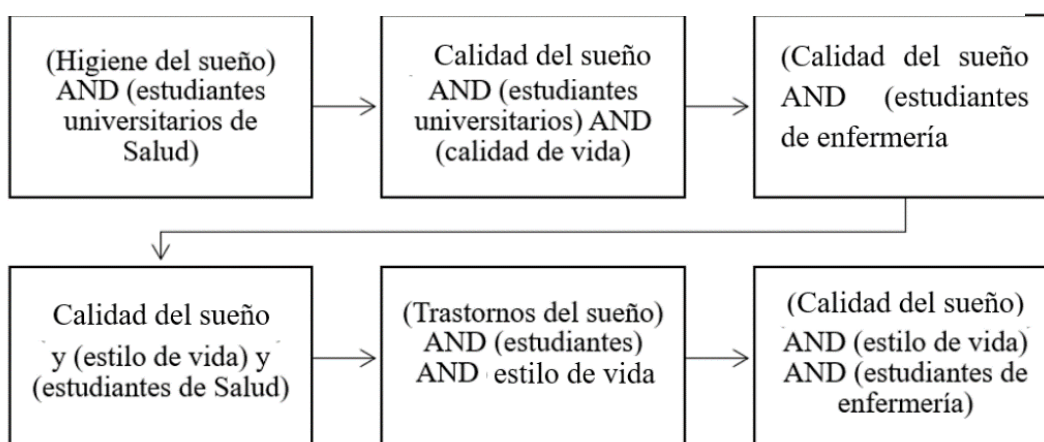 (Higiene del sueño)
AND (estudiantes
universitarios de
Salud)
Calidad del sueño
AND (estudiantes
universitarios) AND
(calidad de vida)
(Calidad del sueño
AND (estudiantes
de enfermería
Calidad del sueño
y (estilo de vida) y
(estudiantes de Salud)
(Trastornos del sueño)
AND (estudiantes)
AND estilo de vida
(Calidad del sueño)
AND (estilo de vida)
AND (estudiantes de
enfermería)